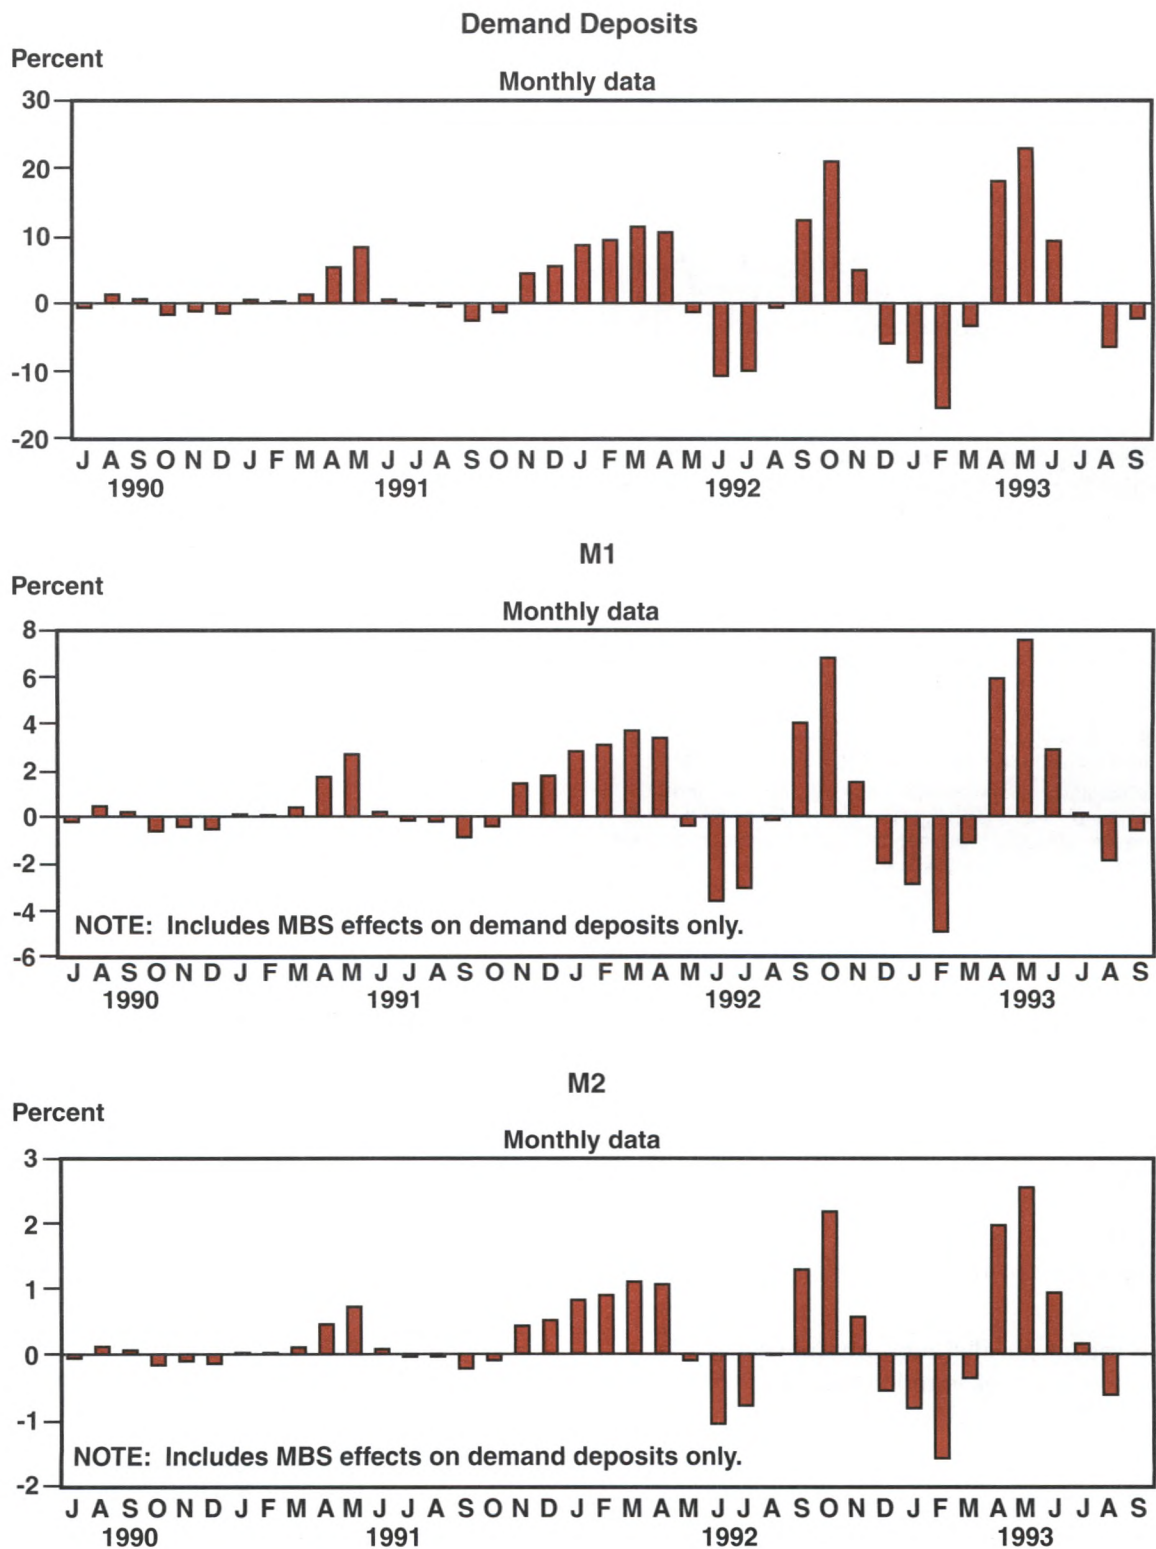 Demand Deposits
Percent
Monthly data
30
20
10
0
-10
-20
J A S O N D J F M A M J J A S O N D J F M A M J J A S O N D J F M A M J J A S
1990 1991 1992 1993
M1
Percent
Monthly data
8
6
4
2
0
-2
-4
NOTE: Includes MBS effects on demand deposits only.
-6
J A S O N D J F M A M J J A S O N D J F M A M J J A S O N D J F M A M J J A S
1990 1991 1992 1993
M2
Percent
Monthly data
3
2
1
0
-1
NOTE: Includes MBS effects on demand deposits only.
-2
J A S O N D J F M A M J J A S O N D J F M A M J J A S O N D J F M A M J J A S
1990 1991 1992 1993